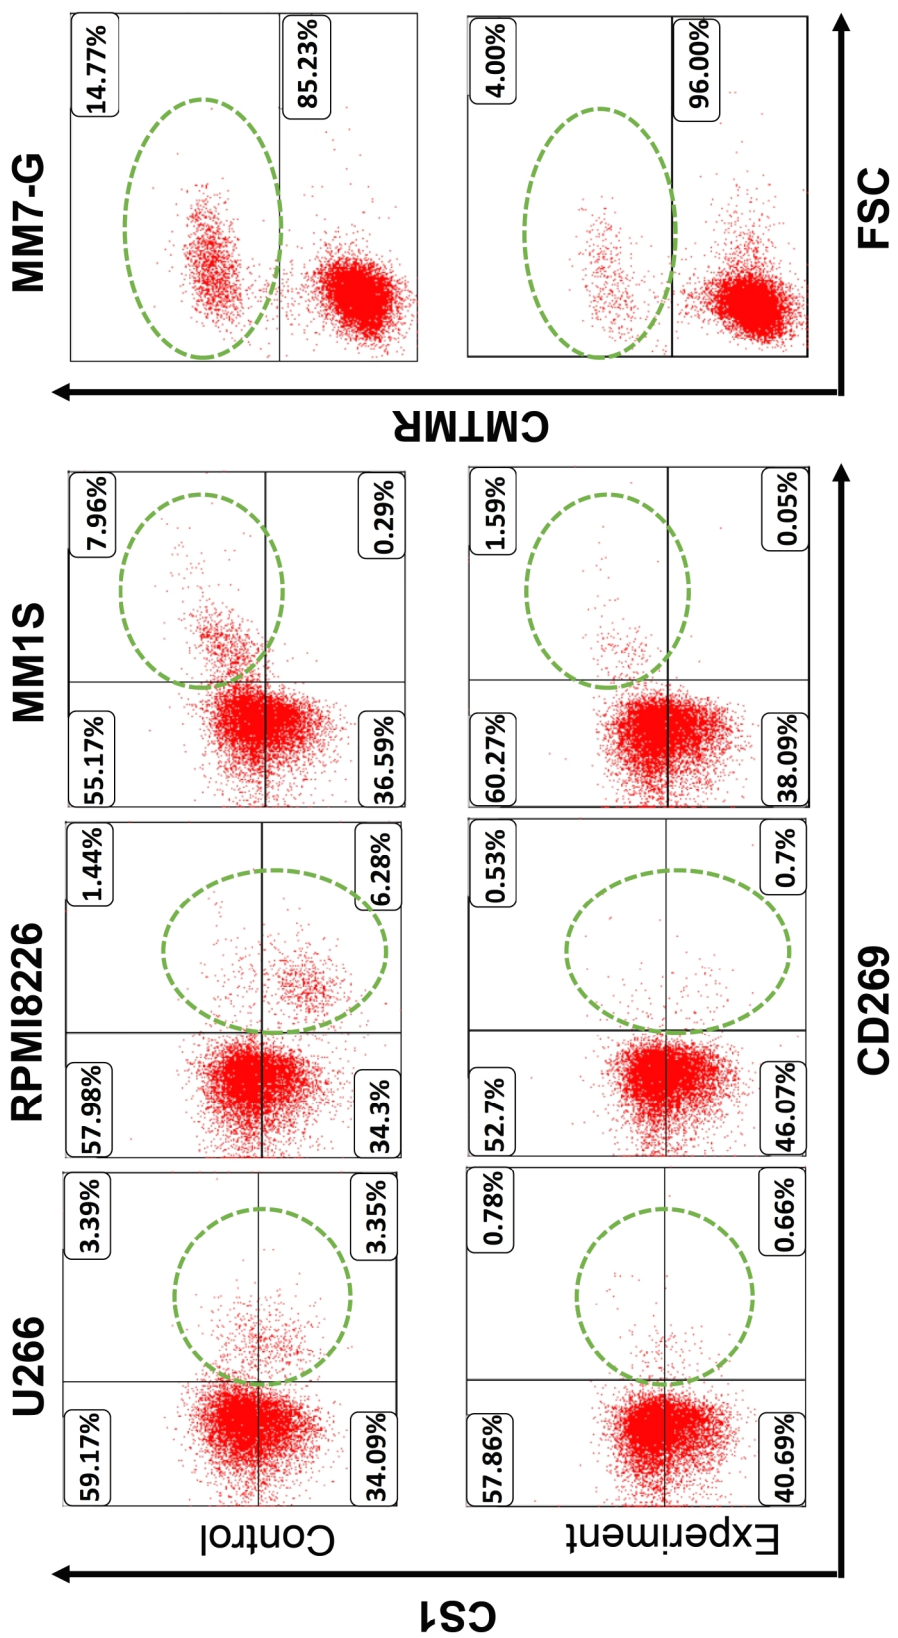 U266
RPMI8226
MM1S
MM7-G
CS1
Control
59.17%
3.39%
34.09%
3.35%
57.98%
1.44%
34.3%
6.28%
55.17%
7.96%
36.59%
0.29%
CMTMR
14.77%
85.23%
Experiment
57.86%
0.78%
40.69%
0.66%
52.7%
0.53%
46.07%
0.7%
60.27%
1.59%
38.09%
0.05%
4.00%
96.00%
CD269
FSC